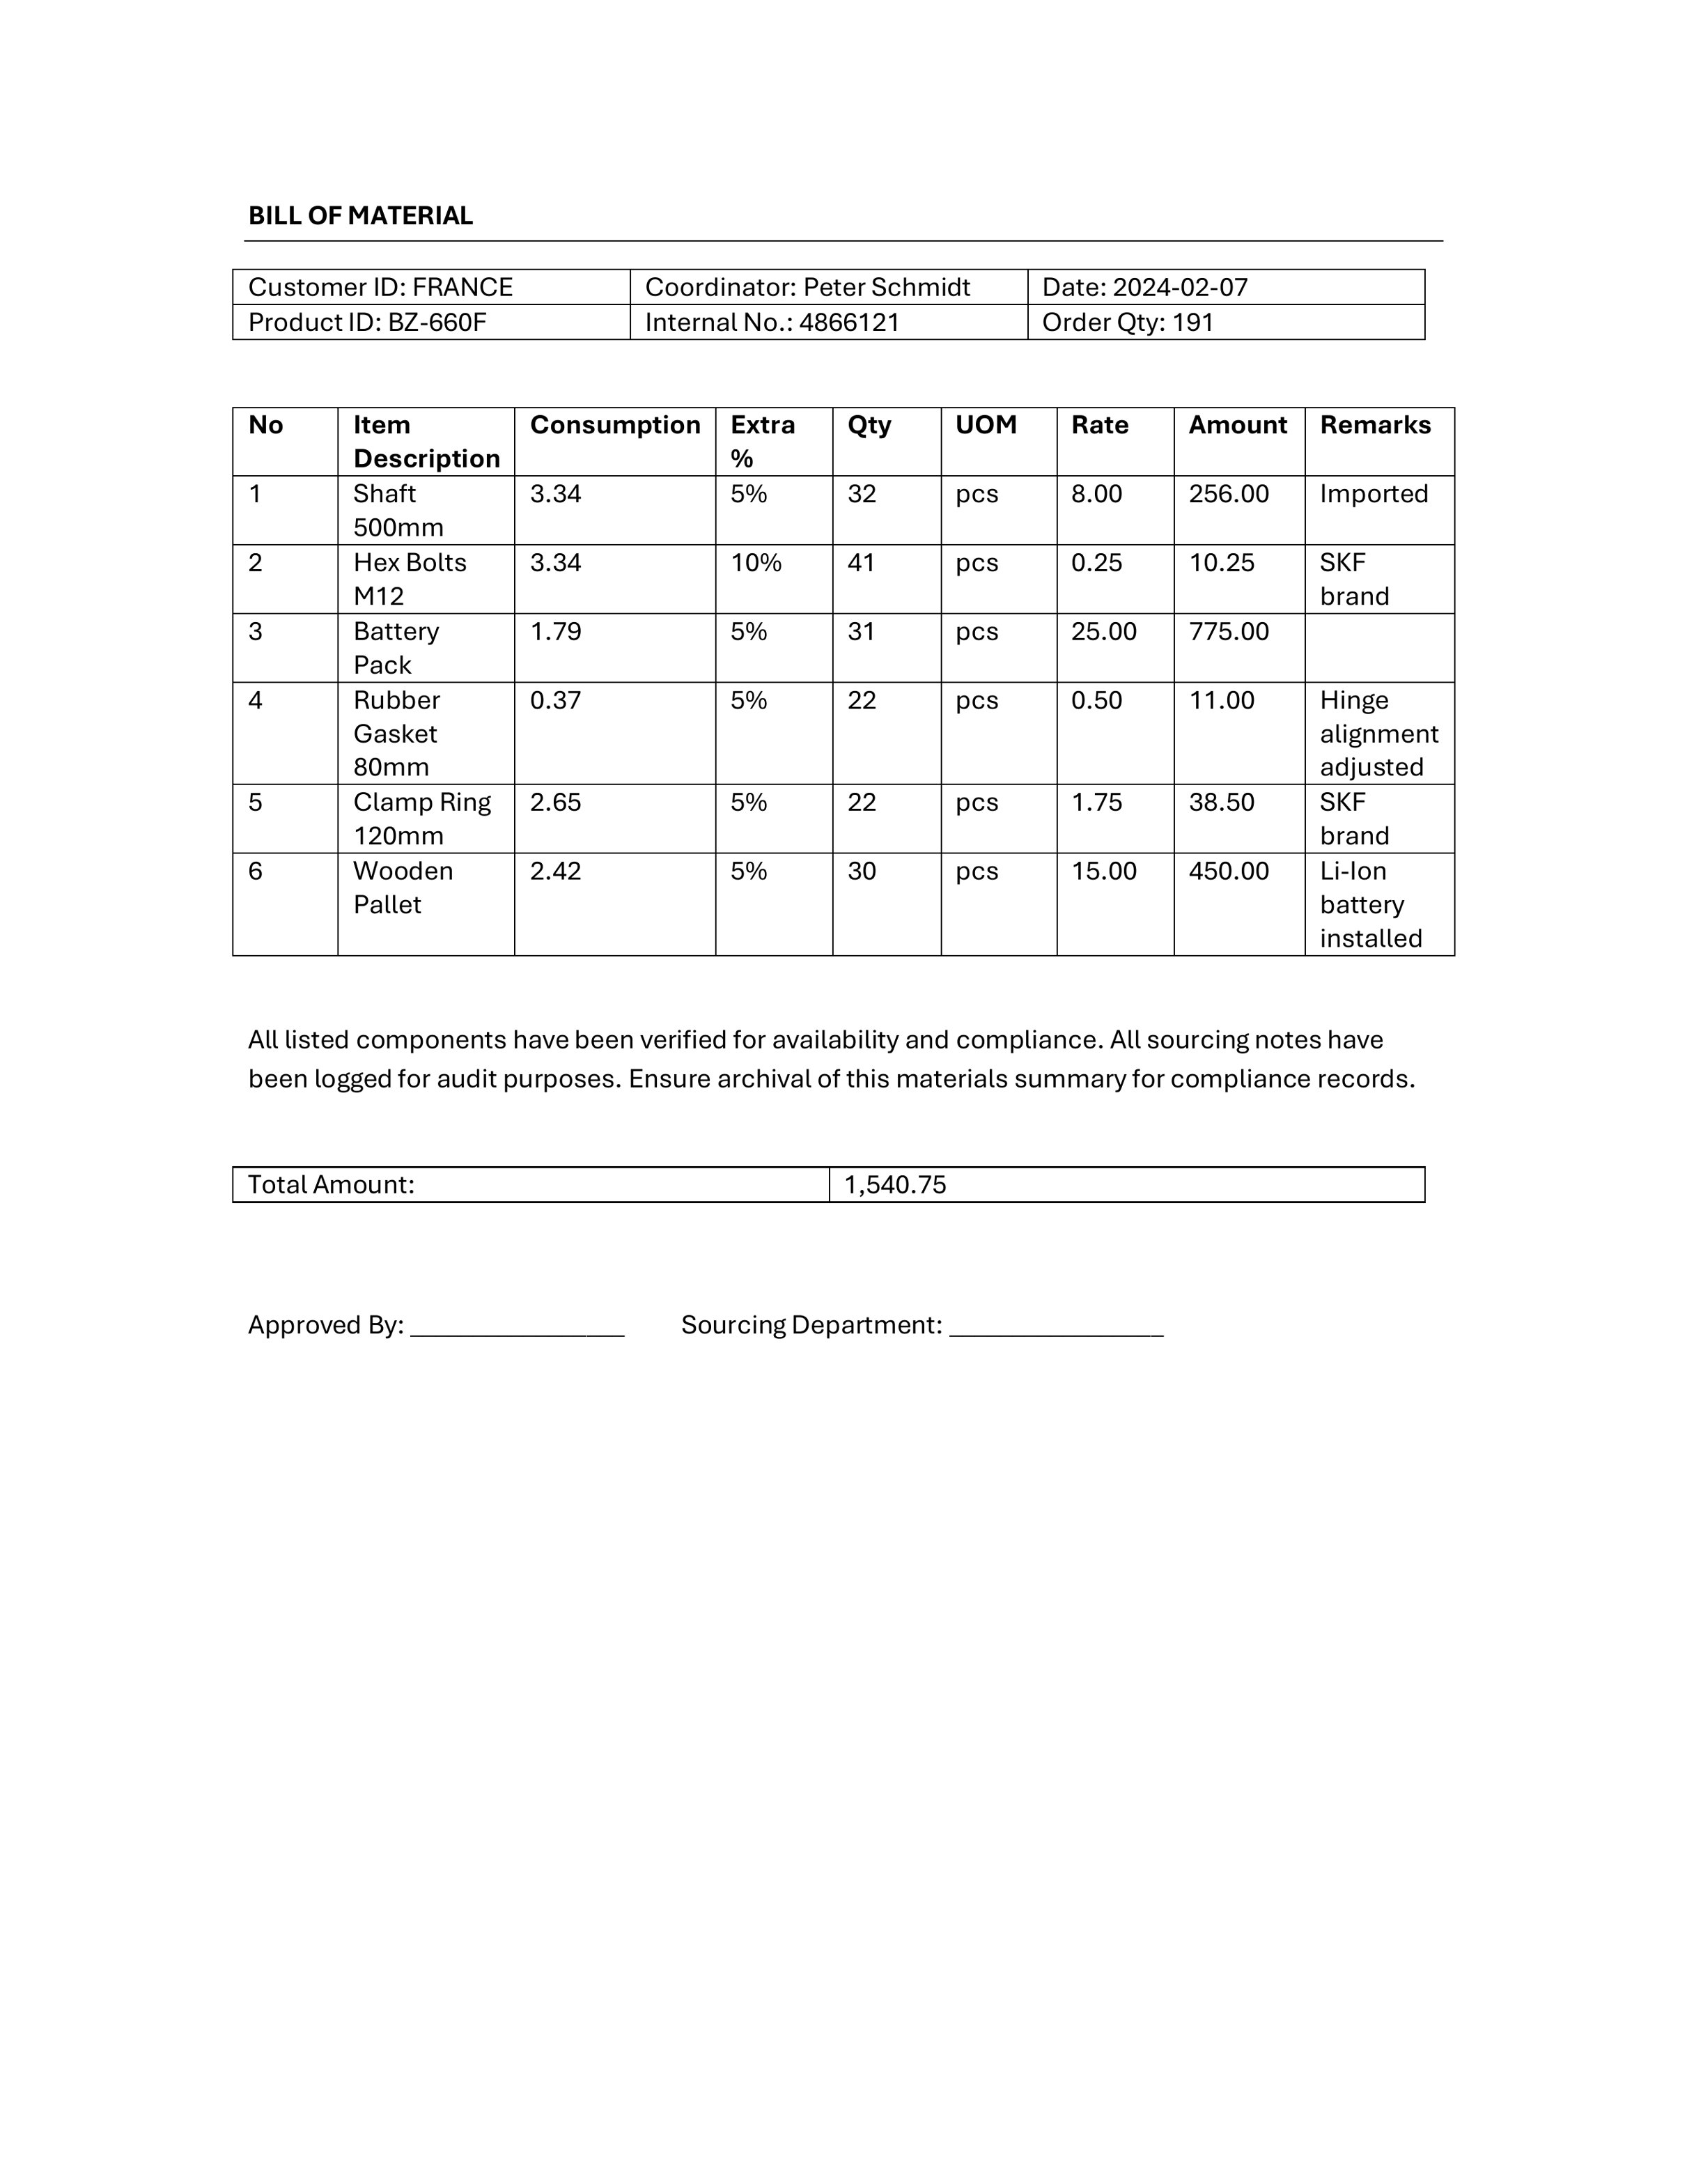 BILL OF MATERIAL
Customer ID: FRANCE Coordinator: Peter Schmidt Date: 2024-02-07
Product ID: BZ-660F Internal No.: 4866121 Order Qty: 191
No Item Consumption Extra Qty UOM Rate Amount Remarks
Description %
1 Shaft 3.34 5% 32 pcs 8.00 256.00 Imported
500mm
2 Hex Bolts 3.34 10% 41 pcs 0.25 10.25 SKF
M12 brand
3 Battery 1.79 5% 31 pcs 25.00 775.00
Pack
4 Rubber 0.37 5% 22 pcs 0.50 11.00 Hinge
Gasket alignment
80mm adjusted
5 Clamp Ring 2.65 5% 22 pcs 1.75 38.50 SKF
120mm brand
6 Wooden 2.42 5% 30 pcs 15.00 450.00 Li-Ion
Pallet battery
installed
All listed components have been verified for availability and compliance. All sourcing notes have
been logged for audit purposes. Ensure archival of this materials summary for compliance records.
Total Amount: 1,540.75
Approved By: ________________ Sourcing Department: ________________